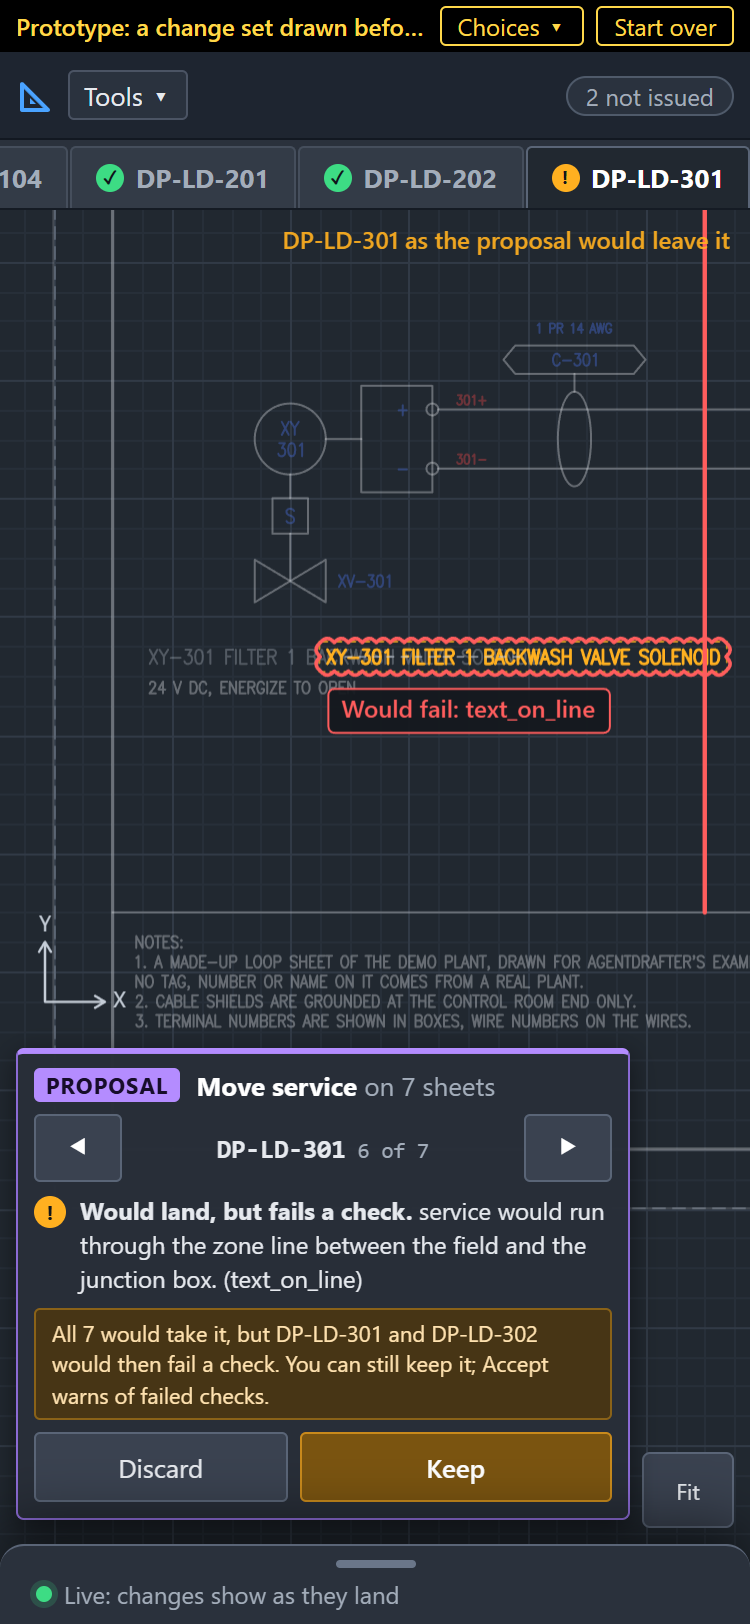 Prototype: a change set drawn befo...
Choices ▼
Start over
Tools ▼
2 not issued
104
DP-LD-201
DP-LD-202
DP-LD-301
DP-LD-301 as the proposal would leave it
1 PR 14 AWG
C-301
301+
XY
301
+
301-
−
S
XV-301
XY-301 FILTER 1 B
XY-301 FILTER 1 BACKWASH VALVE SOLENOID
24 V DC, ENERGIZE TO OPEN
Would fail: text_on_line
Y
X
NOTES:
1. A MADE-UP LOOP SHEET OF THE DEMO PLANT, DRAWN FOR AGENTDRAFTER'S EXAM
NO TAG, NUMBER OR NAME ON IT COMES FROM A REAL PLANT.
2. CABLE SHIELDS ARE GROUNDED AT THE CONTROL ROOM END ONLY.
3. TERMINAL NUMBERS ARE SHOWN IN BOXES, WIRE NUMBERS ON THE WIRES.
PROPOSAL Move service on 7 sheets
DP-LD-301 6 of 7
! Would land, but fails a check. service would run
through the zone line between the field and the
junction box. (text_on_line)
All 7 would take it, but DP-LD-301 and DP-LD-302
would then fail a check. You can still keep it; Accept
warns of failed checks.
Discard
Keep
Fit
Live: changes show as they land